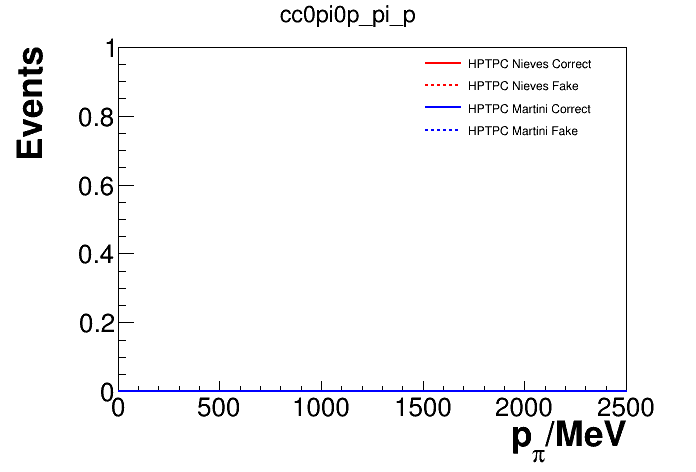 cc0pi0p_pi_p
Events
1
0.8
0.6
0.4
0.2
0
HPTPC Nieves Correct
HPTPC Nieves Fake
HPTPC Martini Correct
HPTPC Martini Fake
0 500 1000 1500 2000 2500
pπ/MeV